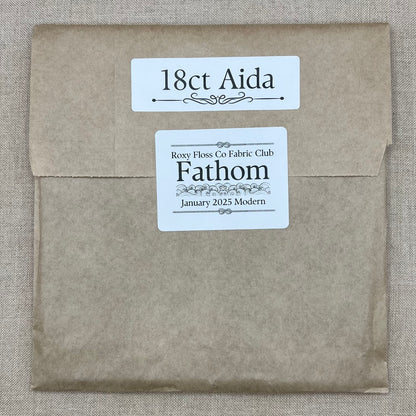 18ct Aida
Roxy Floss Co Fabric Club
Fathom
January 2025 Modern